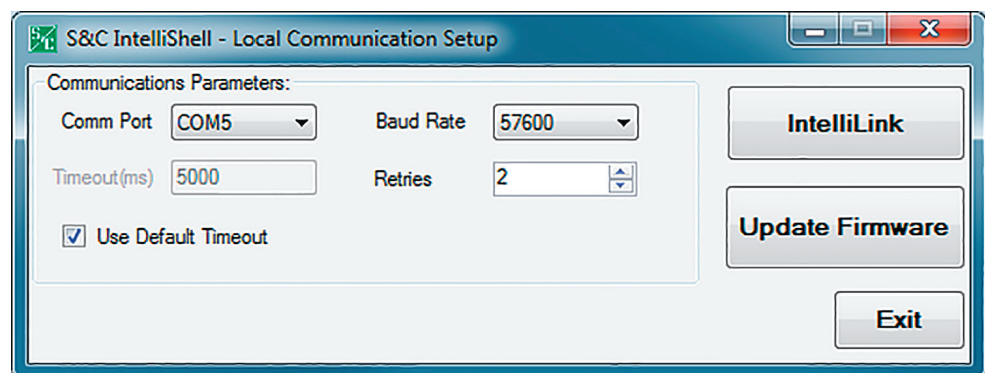 S&C IntelliShell - Local Communication Setup
Communications Parameters:
Comm Port COM5 Baud Rate 57600
Timeout(ms) 5000 Retries 2
Use Default Timeout
IntelliLink
Update Firmware
Exit